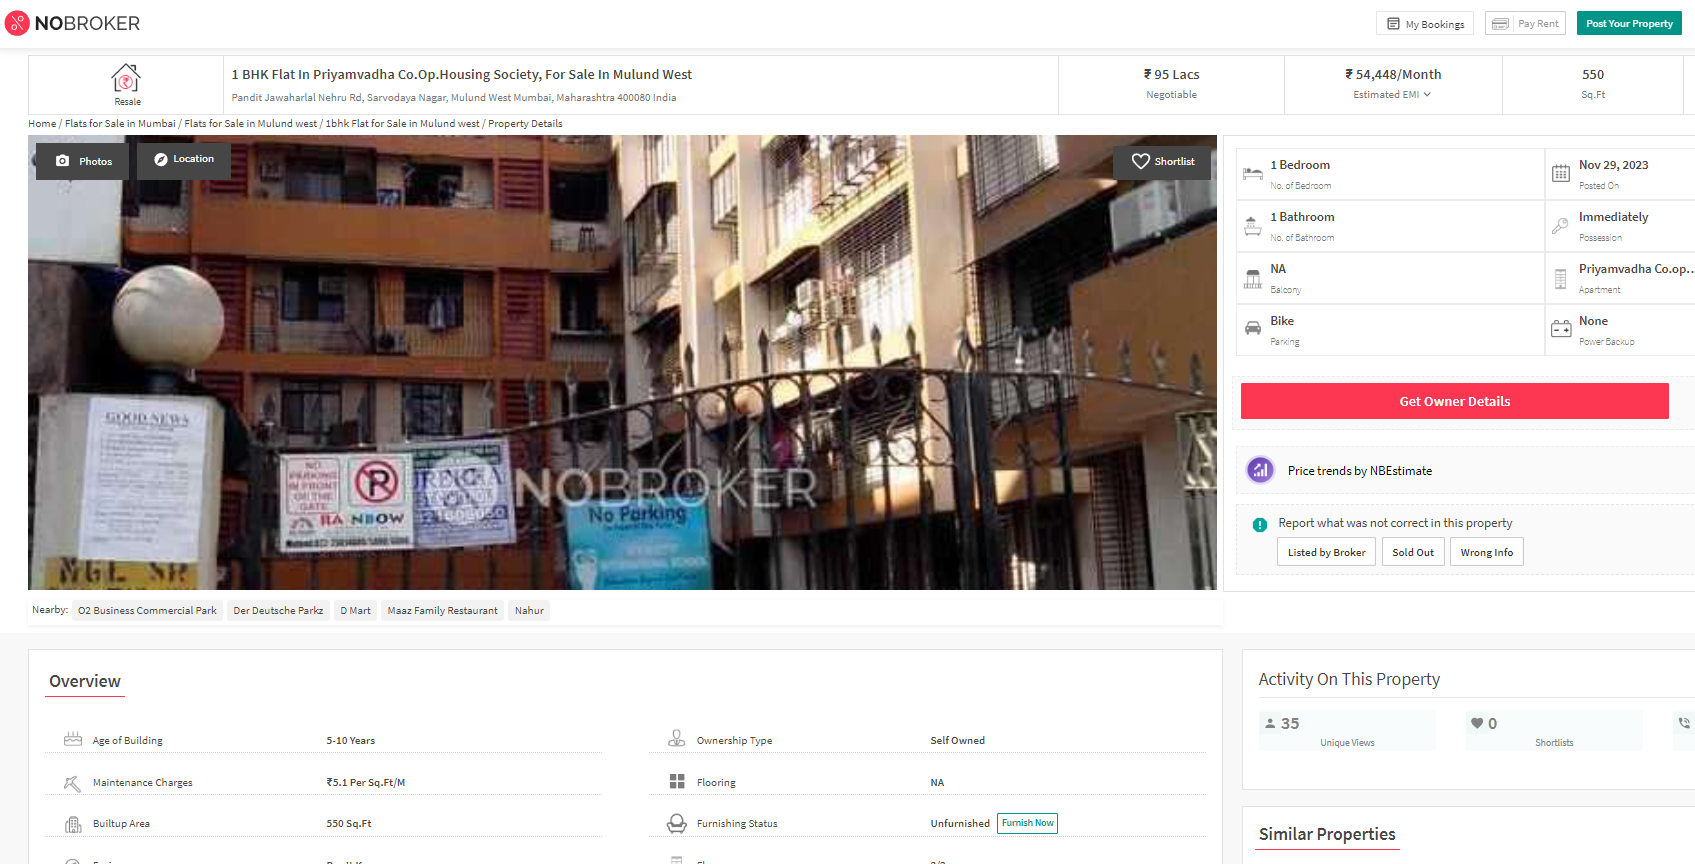 NOBROKER
My Bookings
Pay Rent
Post Your Property
Resale
1 BHK Flat In Priyamvadha Co.Op.Housing Society, For Sale In Mulund West
Pandit Jawaharlal Nehru Rd, Sarvodaya Nagar, Mulund West Mumbai, Maharashtra 400080 India
₹ 95 Lacs
Negotiable
₹ 54,448/Month
Estimated EMI
550
Sq.Ft
Home / Flats for Sale in Mumbai / Flats for Sale in Mulund west / 1bhk Flat for Sale in Mulund west / Property Details
Photos
Location
Shortlist
GOOD NEWS
NO
PARKING
IN FRONT
OF THE
GATE
No Parking
NOBROKER
1 Bedroom
No. of Bedroom
Nov 29, 2023
Posted On
1 Bathroom
No. of Bathroom
Immediately
Possession
NA
Balcony
Priyamvadha Co.op..
Apartment
Bike
Parking
None
Power Backup
Get Owner Details
Price trends by NBEstimate
Report what was not correct in this property
Listed by Broker
Sold Out
Wrong Info
Nearby:
O2 Business Commercial Park
Der Deutsche Parkz
D Mart
Maaz Family Restaurant
Nahur
Overview
Age of Building
5-10 Years
Ownership Type
Self Owned
Maintenance Charges
₹5.1 Per Sq.Ft/M
Flooring
NA
Builtup Area
550 Sq.Ft
Furnishing Status
Unfurnished
Furnish Now
Activity On This Property
35
Unique Views
0
Shortlists
Similar Properties